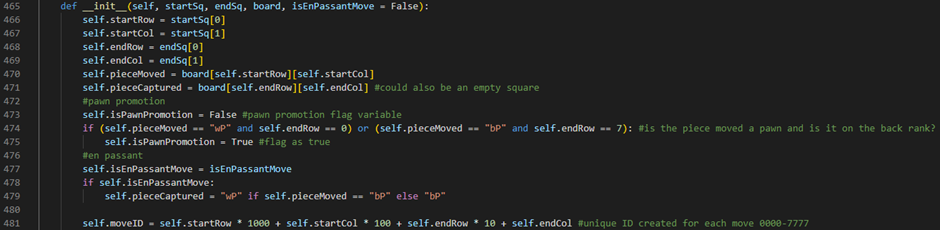 465 def __init__(self, startSq, endSq, board, isEnPassantMove = False):
466 self.startRow = startSq[0]
467 self.startCol = startSq[1]
468 self.endRow = endSq[0]
469 self.endCol = endSq[1]
470 self.pieceMoved = board[self.startRow][self.startCol]
471 self.pieceCaptured = board[self.endRow][self.endCol] #could also be an empty square
472 #pawn promotion
473 self.isPawnPromotion = False #pawn promotion flag variable
474 if (self.pieceMoved == "wP" and self.endRow == 0) or (self.pieceMoved == "bP" and self.endRow == 7): #is the piece moved a pawn and is it on the back rank?
475 self.isPawnPromotion = True #flag as true
476 #en passant
477 self.isEnPassantMove = isEnPassantMove
478 if self.isEnPassantMove:
479 self.pieceCaptured = "wP" if self.pieceMoved == "bP" else "bP"
480
481 self.moveID = self.startRow * 1000 + self.startCol * 100 + self.endRow * 10 + self.endCol #unique ID created for each move 0000-7777